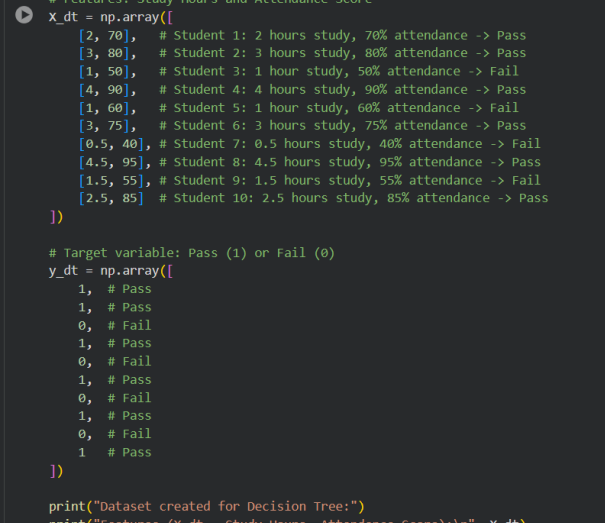 # Features: Study Hours and Attendance Score
X_dt = np.array([
[2, 70],   # Student 1: 2 hours study, 70% attendance -> Pass
[3, 80],   # Student 2: 3 hours study, 80% attendance -> Pass
[1, 50],   # Student 3: 1 hour study, 50% attendance -> Fail
[4, 90],   # Student 4: 4 hours study, 90% attendance -> Pass
[1, 60],   # Student 5: 1 hour study, 60% attendance -> Fail
[3, 75],   # Student 6: 3 hours study, 75% attendance -> Pass
[0.5, 40], # Student 7: 0.5 hours study, 40% attendance -> Fail
[4.5, 95], # Student 8: 4.5 hours study, 95% attendance -> Pass
[1.5, 55], # Student 9: 1.5 hours study, 55% attendance -> Fail
[2.5, 85]  # Student 10: 2.5 hours study, 85% attendance -> Pass
])
# Target variable: Pass (1) or Fail (0)
y_dt = np.array([
1,  # Pass
1,  # Pass
0,  # Fail
1,  # Pass
0,  # Fail
1,  # Pass
0,  # Fail
1,  # Pass
0,  # Fail
1   # Pass
])
print("Dataset created for Decision Tree:")
print("Features (X_dt - Study Hours, Attendance Score):\n", X_dt)